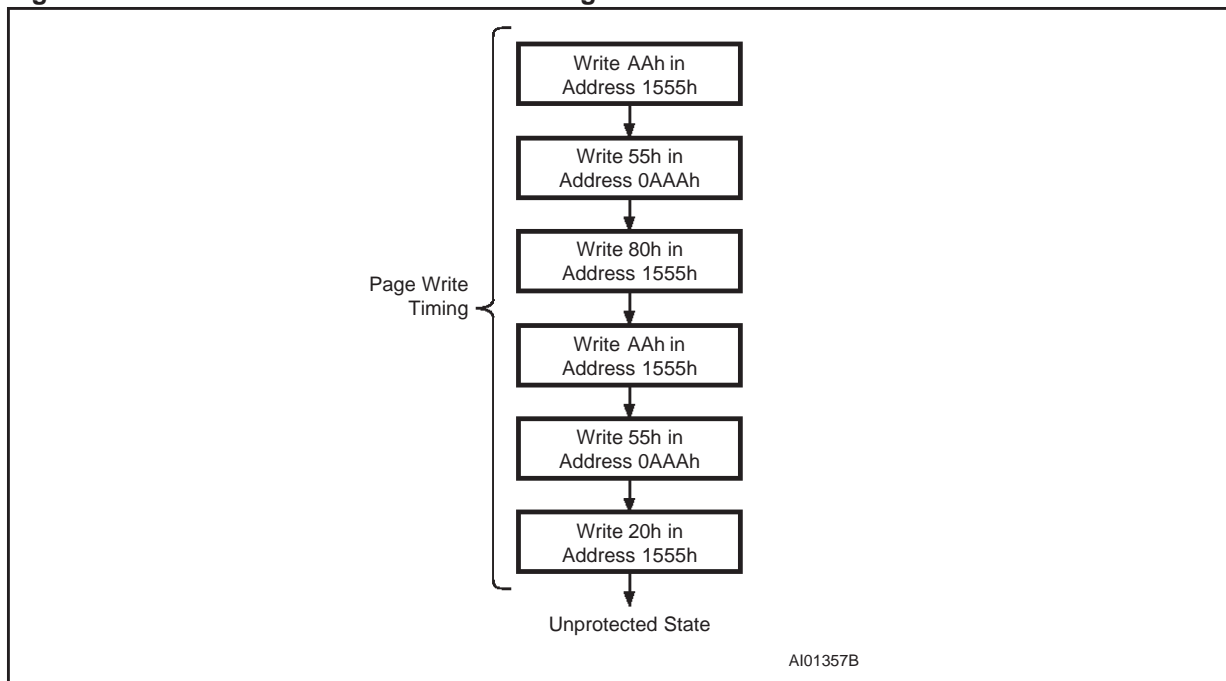 Write AAh in
Address 1555h
Write 55h in
Address 0AAAh
Write 80h in
Address 1555h
Page Write
Timing
Write AAh in
Address 1555h
Write 55h in
Address 0AAAh
Write 20h in
Address 1555h
Unprotected State
AI01357B